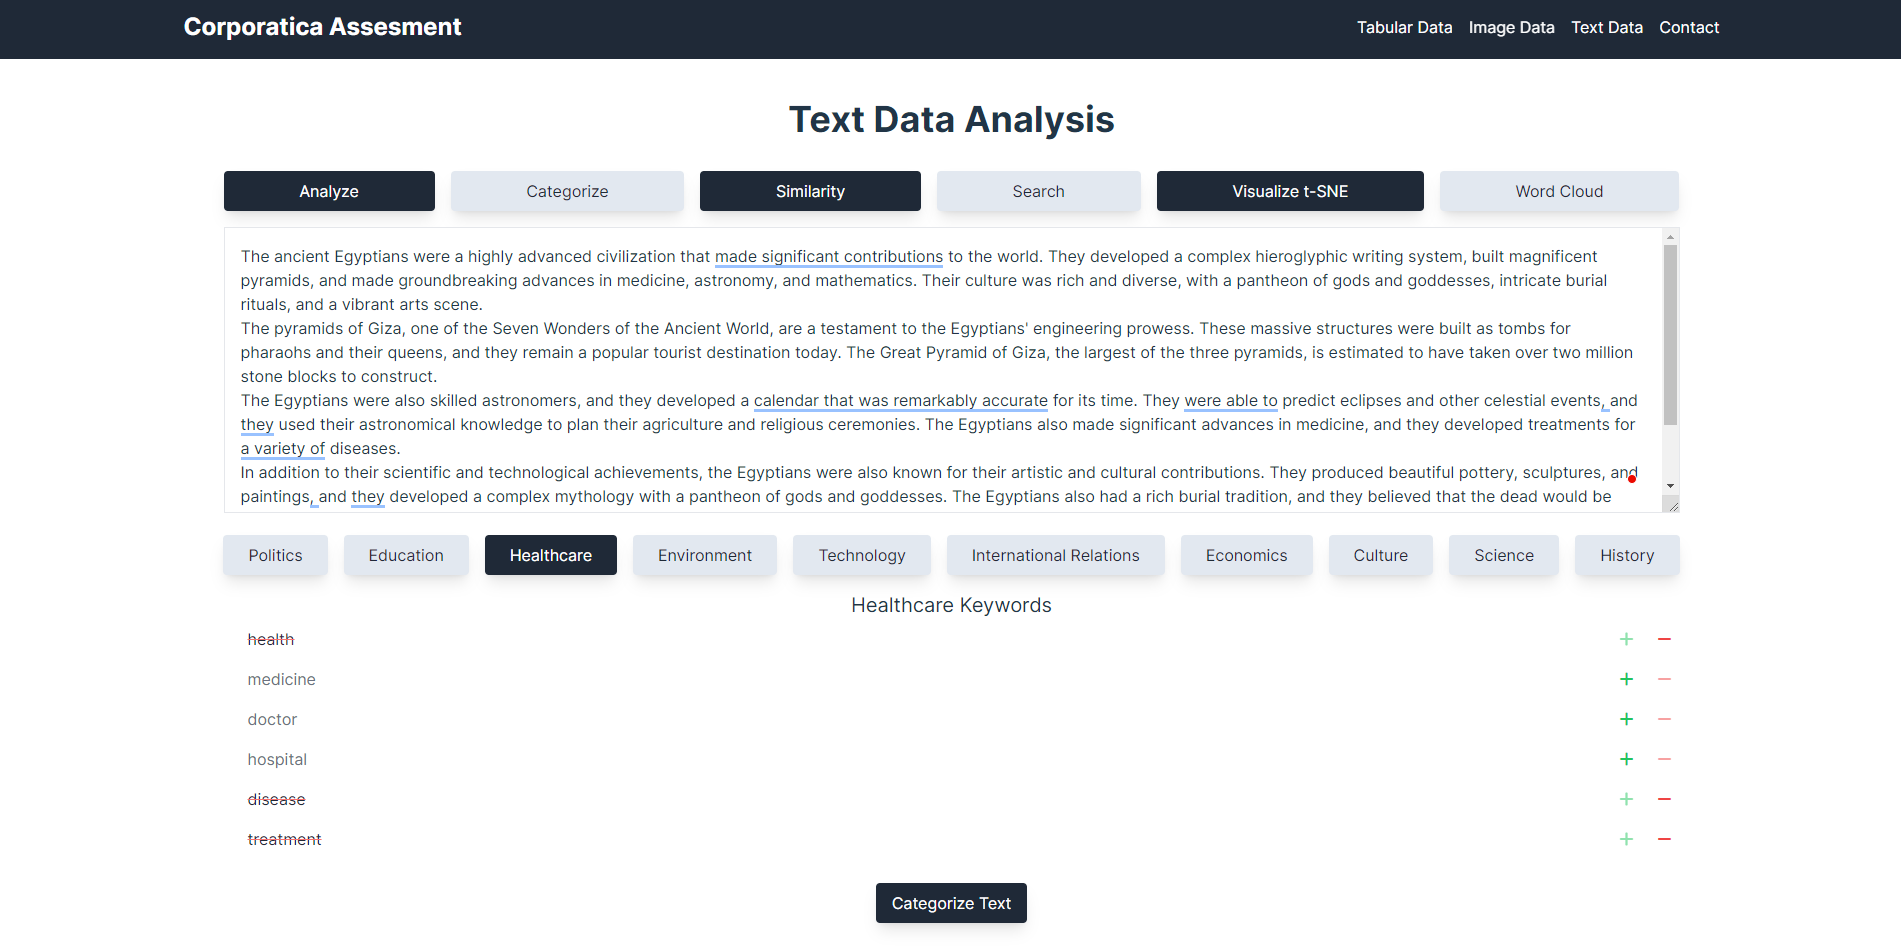 Corporatica Assesment
Tabular Data Image Data Text Data Contact
Text Data Analysis
Analyze Categorize Similarity Search Visualize t-SNE Word Cloud
The ancient Egyptians were a highly advanced civilization that made significant contributions to the world. They developed a complex hieroglyphic writing system, built magnificent
pyramids, and made groundbreaking advances in medicine, astronomy, and mathematics. Their culture was rich and diverse, with a pantheon of gods and goddesses, intricate burial
rituals, and a vibrant arts scene.
The pyramids of Giza, one of the Seven Wonders of the Ancient World, are a testament to the Egyptians' engineering prowess. These massive structures were built as tombs for
pharaohs and their queens, and they remain a popular tourist destination today. The Great Pyramid of Giza, the largest of the three pyramids, is estimated to have taken over two million
stone blocks to construct.
The Egyptians were also skilled astronomers, and they developed a calendar that was remarkably accurate for its time. They were able to predict eclipses and other celestial events, and
they used their astronomical knowledge to plan their agriculture and religious ceremonies. The Egyptians also made significant advances in medicine, and they developed treatments for
a variety of diseases.
In addition to their scientific and technological achievements, the Egyptians were also known for their artistic and cultural contributions. They produced beautiful pottery, sculptures, and
paintings, and they developed a complex mythology with a pantheon of gods and goddesses. The Egyptians also had a rich burial tradition, and they believed that the dead would be
Politics Education Healthcare Environment Technology International Relations Economics Culture Science History
Healthcare Keywords
health
medicine
doctor
hospital
disease
treatment
Categorize Text